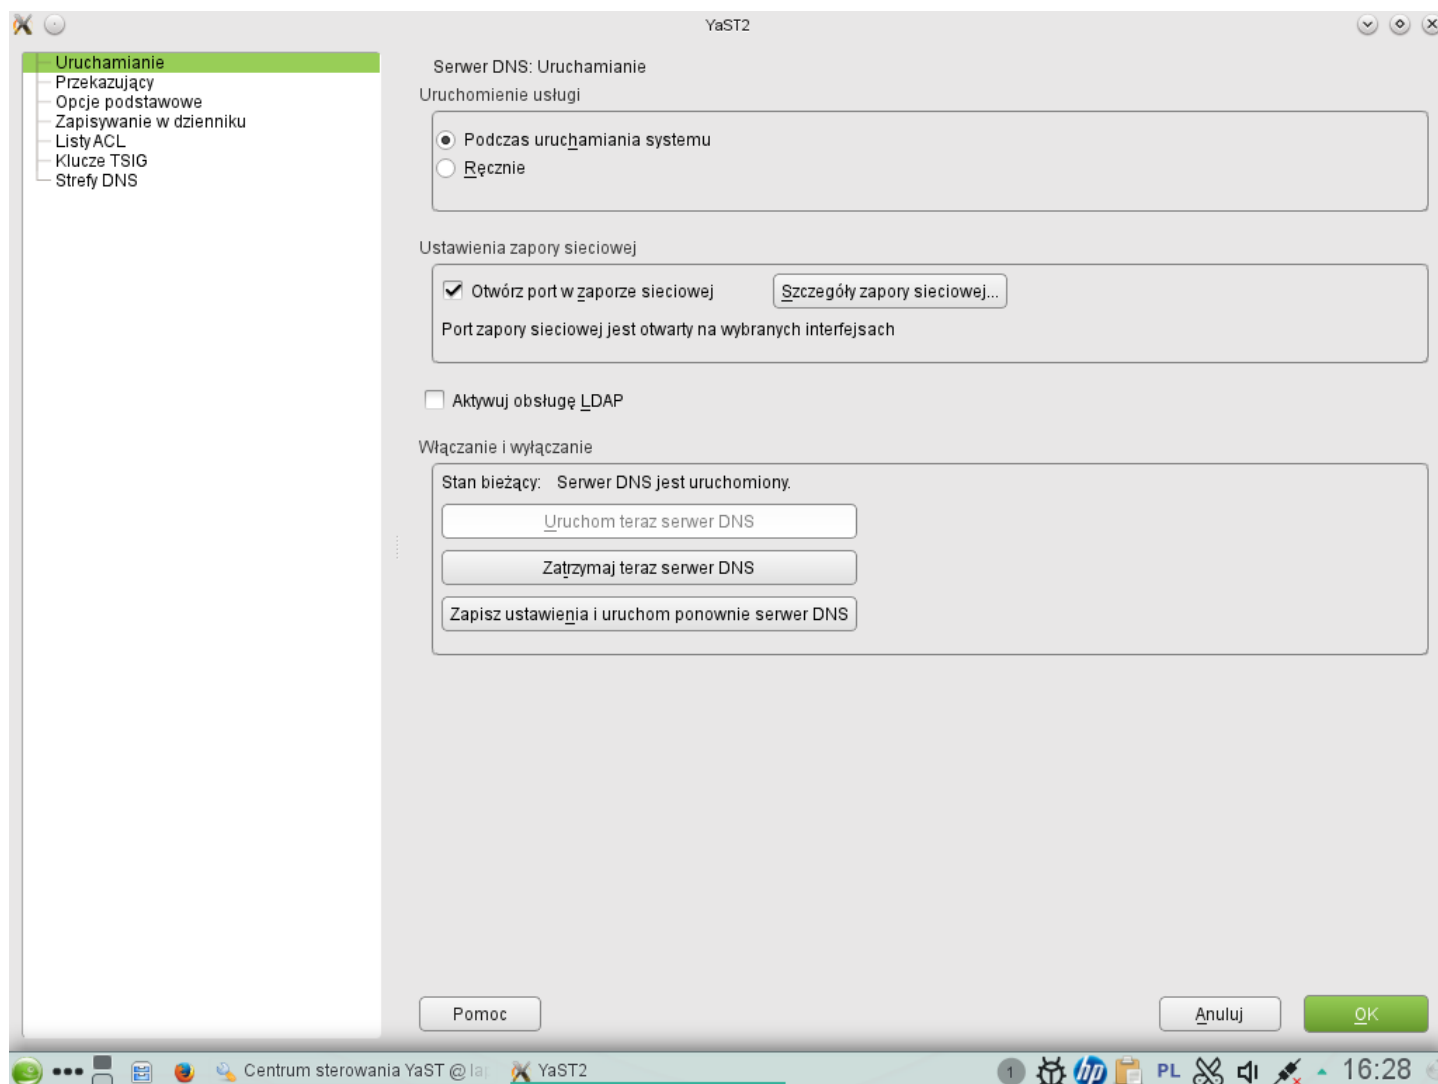 YaST2
Uruchamianie
Przekazujący
Opcje podstawowe
Zapisywanie w dzienniku
Listy ACL
Klucze TSIG
Strefy DNS
Serwer DNS: Uruchamianie
Uruchomienie usługi
Podczas uruchamiania systemu
Ręcznie
Ustawienia zapory sieciowej
Otwórz port w zaporze sieciowej
Szczegóły zapory sieciowej...
Port zapory sieciowej jest otwarty na wybranych interfejsach
Aktywuj obsługę LDAP
Włączanie i wyłączanie
Stan bieżący: Serwer DNS jest uruchomiony.
Uruchom teraz serwer DNS
Zatrzymaj teraz serwer DNS
Zapisz ustawienia i uruchom ponownie serwer DNS
Pomoc
Anuluj
OK
Centrum sterowania YaST @ la
YaST2
1
hp
PL
16:28